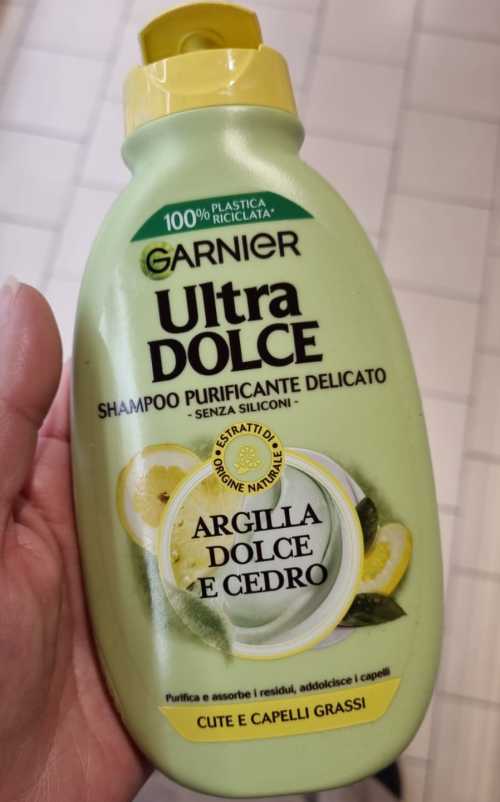 100% PLASTICA
RICICLATA*
GARNIER
Ultra
DOLCE
SHAMPOO PURIFICANTE DELICATO
- SENZA SILICONI -
• ESTRATTI DI •
ORIGINE NATURALE
ARGILLA
DOLCE
E CEDRO
Purifica e assorbe i residui, addolcisce i capelli
CUTE E CAPELLI GRASSI